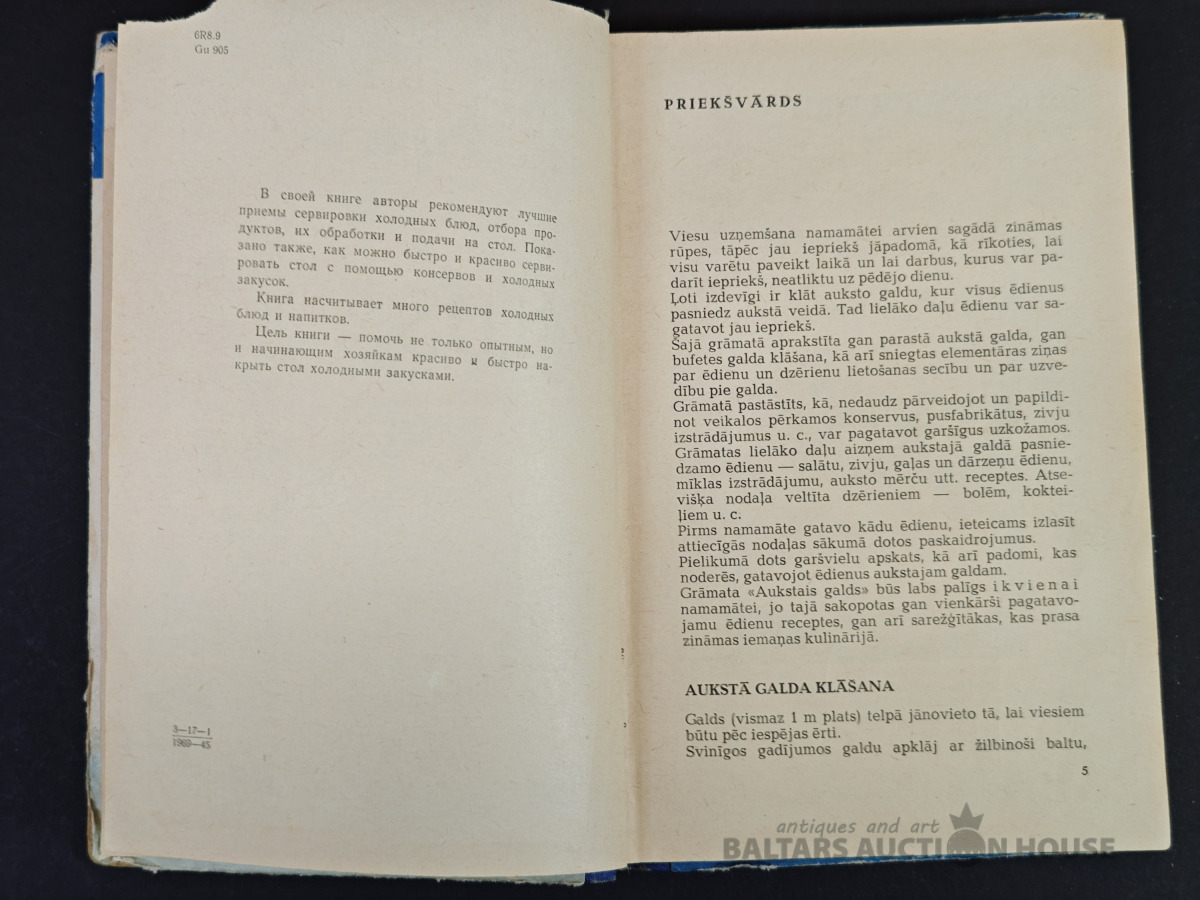 6R8.9
Gu 905
В своей книге авторы рекомендуют лучшие
приемы сервировки холодных блюд, отбора про-
дуктов, их обработки и подачи на стол. Пока-
зано также, как можно быстро и красиво серви-
ровать стол с помощью консервов и холодных
закусок.
Книга насчитывает много рецептов холодных
блюд и напитков.
Цель книги — помочь не только опытным, но
и начинающим хозяйкам красиво и быстро на-
крыть стол холодными закусками.
3—17—1
1969—45
PRIEKŠVĀRDS
Viesu uzņemšana namamātei arvien sagādā zināmas
rūpes, tāpēc jau iepriekš jāpadomā, kā rīkoties, lai
visu varētu paveikt laikā un lai darbus, kurus var pa-
darīt iepriekš, neatliktu uz pēdējo dienu.
Ļoti izdevīgi ir klāt auksto galdu, kur visus ēdienus
pasniedz aukstā veidā. Tad lielāko daļu ēdienu var sa-
gatavot jau iepriekš.
Šajā grāmatā aprakstīta gan parastā aukstā galda, gan
bufetes galda klāšana, kā arī sniegtas elementāras ziņas
par ēdienu un dzērienu lietošanas secību un par uzve-
dību pie galda.
Grāmatā pastāstīts, kā, nedaudz pārveidojot un papildi-
not veikalos pērkamos konservus, pusfabrikātus, zivju
izstrādājumus u. c., var pagatavot garšīgus uzkožamos.
Grāmatas lielāko daļu aizņem aukstajā galdā pasnie-
dzamo ēdienu — salātu, zivju, gaļas un dārzeņu ēdienu,
mīklas izstrādājumu, auksto mērču utt. receptes. Atse-
višķa nodaļa veltīta dzērieniem — bolēm, koktei-
ļiem u. c.
Pirms namamāte gatavo kādu ēdienu, ieteicams izlasīt
attiecīgās nodaļas sākumā dotos paskaidrojumus.
Pielikumā dots garšvielu apskats, kā arī padomi, kas
noderēs, gatavojot ēdienus aukstajam galdam.
Grāmata «Aukstais galds» būs labs palīgs ikvienai
namamātei, jo tajā sakopotas gan vienkārši pagatavo-
jamu ēdienu receptes, gan arī sarežģītākas, kas prasa
zināmas iemaņas kulinārijā.
AUKSTĀ GALDA KLĀŠANA
Galds (vismaz 1 m plats) telpā jānovieto tā, lai viesiem
būtu pēc iespējas ērti.
Svinīgos gadījumos galdu apklāj ar žilbinoši baltu,
5
antiques and art
BALTARS AUCTION HOUSE